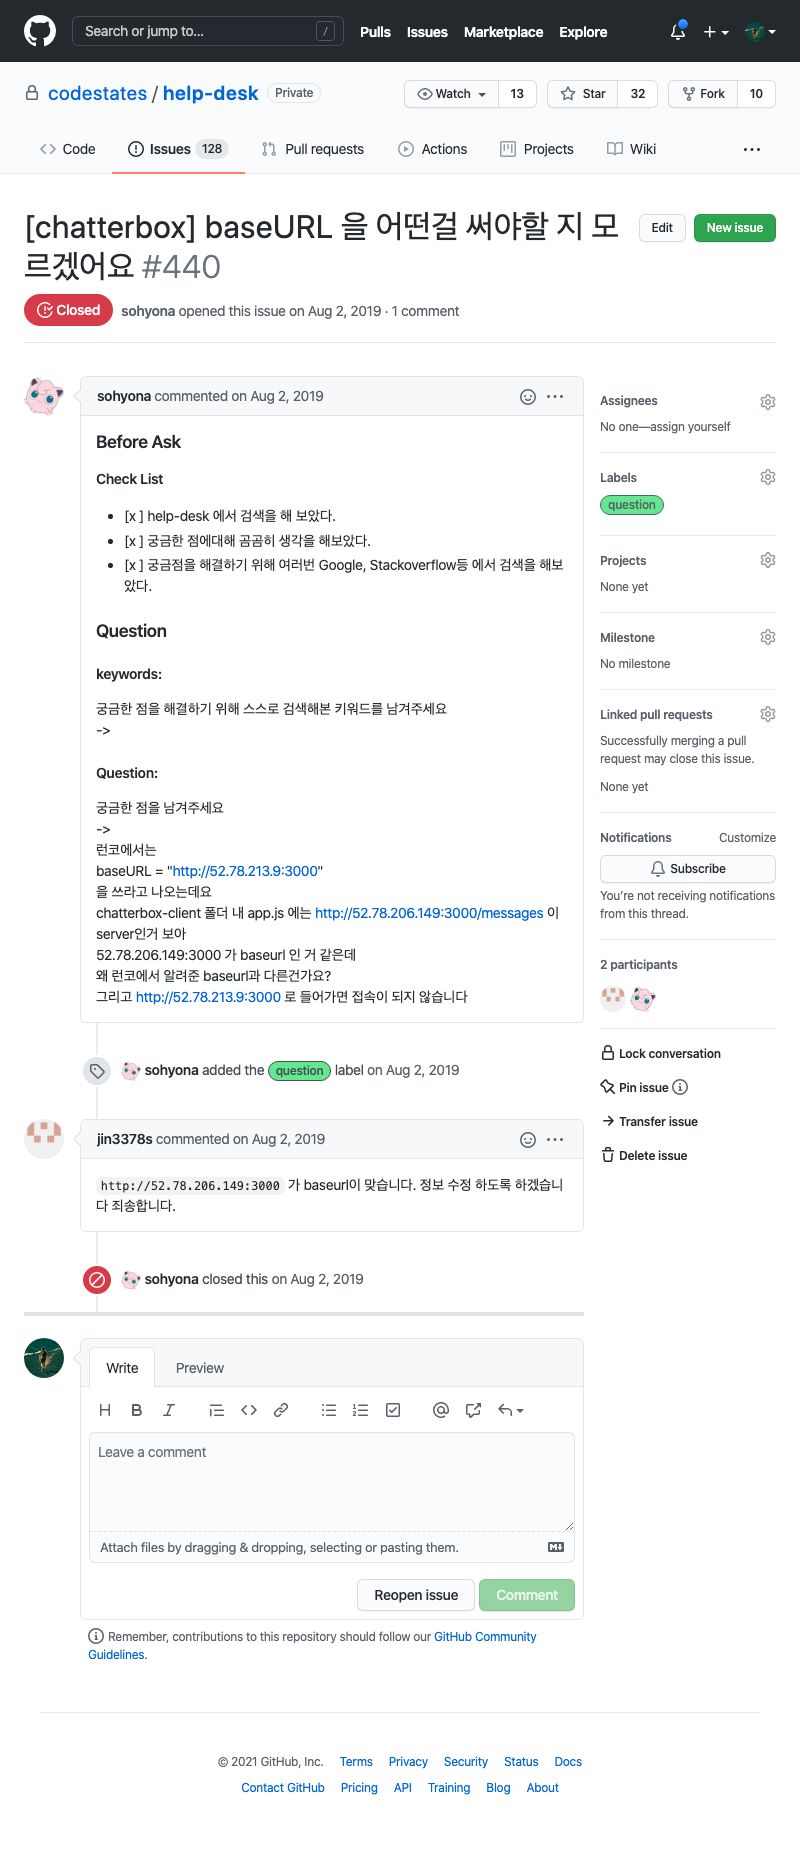 Search or jump to... /
Pulls Issues Marketplace Explore
codestates / help-desk Private
Watch 13 Star 32 Fork 10
Code Issues 128 Pull requests Actions Projects Wiki
[chatterbox] baseURL 을 어떤걸 써야할 지 모
르겠어요 #440
Edit New issue
Closed sohyona opened this issue on Aug 2, 2019 · 1 comment
sohyona commented on Aug 2, 2019
Before Ask
Check List
[x ] help-desk 에서 검색을 해 보았다.
[x ] 궁금한 점에대해 곰곰히 생각을 해보았다.
[x ] 궁금점을 해결하기 위해 여러번 Google, Stackoverflow등 에서 검색을 해보
았다.
Question
keywords:
궁금한 점을 해결하기 위해 스스로 검색해본 키워드를 남겨주세요
->
Question:
궁금한 점을 남겨주세요
->
런코에서는
baseURL = "http://52.78.213.9:3000"
을 쓰라고 나오는데요
chatterbox-client 폴더 내 app.js 에는 http://52.78.206.149:3000/messages 이
server인거 보아
52.78.206.149:3000 가 baseurl 인 거 같은데
왜 런코에서 알려준 baseurl과 다른건가요?
그리고 http://52.78.213.9:3000 로 들어가면 접속이 되지 않습니다
sohyona added the question label on Aug 2, 2019
jin3378s commented on Aug 2, 2019
http://52.78.206.149:3000 가 baseurl이 맞습니다. 정보 수정 하도록 하겠습니
다 죄송합니다.
sohyona closed this on Aug 2, 2019
Write Preview
Leave a comment
Attach files by dragging & dropping, selecting or pasting them.
Reopen issue Comment
Remember, contributions to this repository should follow our GitHub Community
Guidelines.
Assignees
No one—assign yourself
Labels
question
Projects
None yet
Milestone
No milestone
Linked pull requests
Successfully merging a pull
request may close this issue.
None yet
Notifications Customize
Subscribe
You're not receiving notifications
from this thread.
2 participants
Lock conversation
Pin issue
Transfer issue
Delete issue
© 2021 GitHub, Inc. Terms Privacy Security Status Docs
Contact GitHub Pricing API Training Blog About